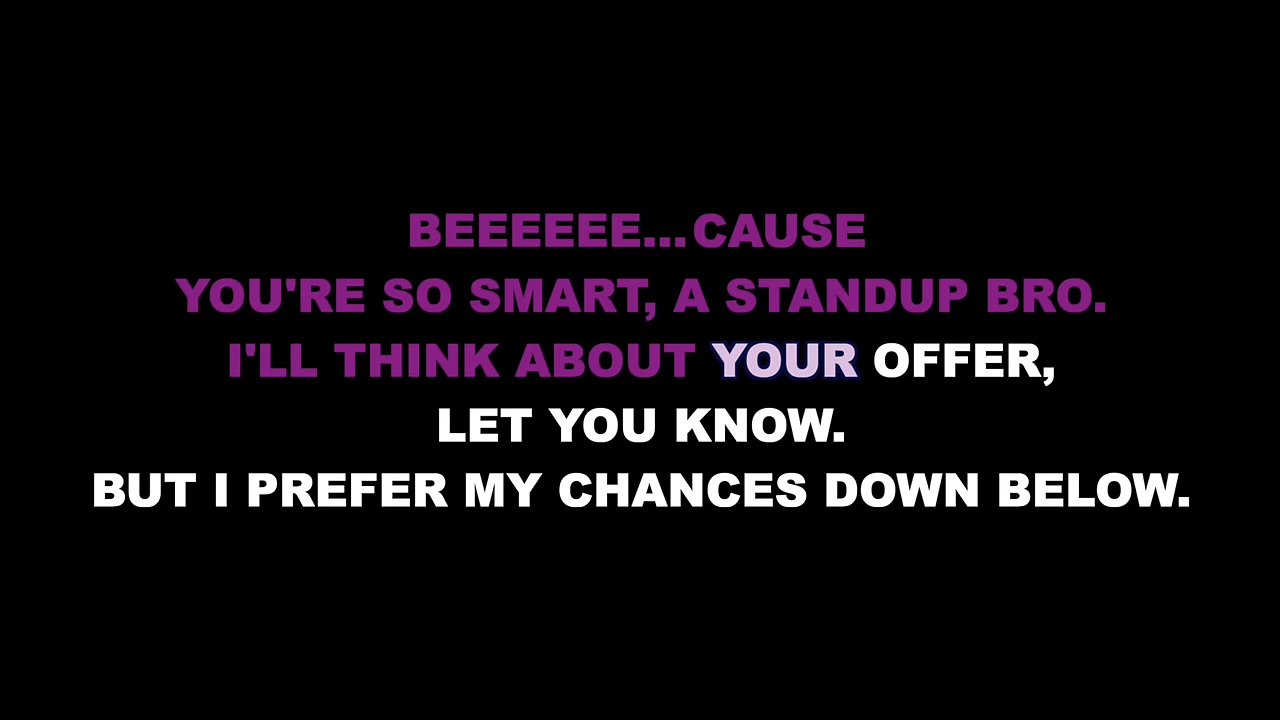 BEEEEEE...CAUSE
YOU'RE SO SMART, A STANDUP BRO.
I'LL THINK ABOUT YOUR OFFER,
LET YOU KNOW.
BUT I PREFER MY CHANCES DOWN BELOW.